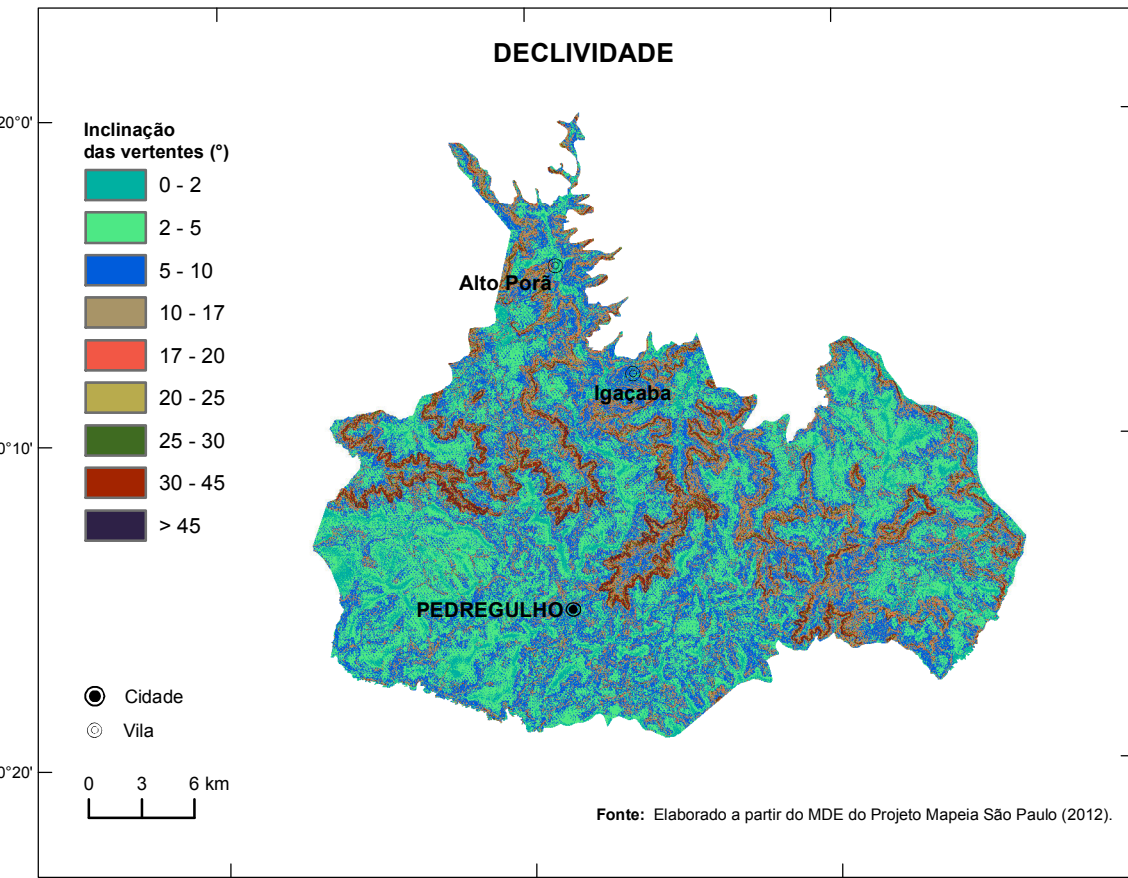 DECLIVIDADE
20°0'
Inclinação
das vertentes (°)
0 - 2
2 - 5
5 - 10
10 - 17
17 - 20
20 - 25
25 - 30
30 - 45
> 45
Alto Porã
Igaçaba
0°10'
PEDREGULHO
Cidade
Vila
0°20'
0 3 6 km
Fonte: Elaborado a partir do MDE do Projeto Mapeia São Paulo (2012).